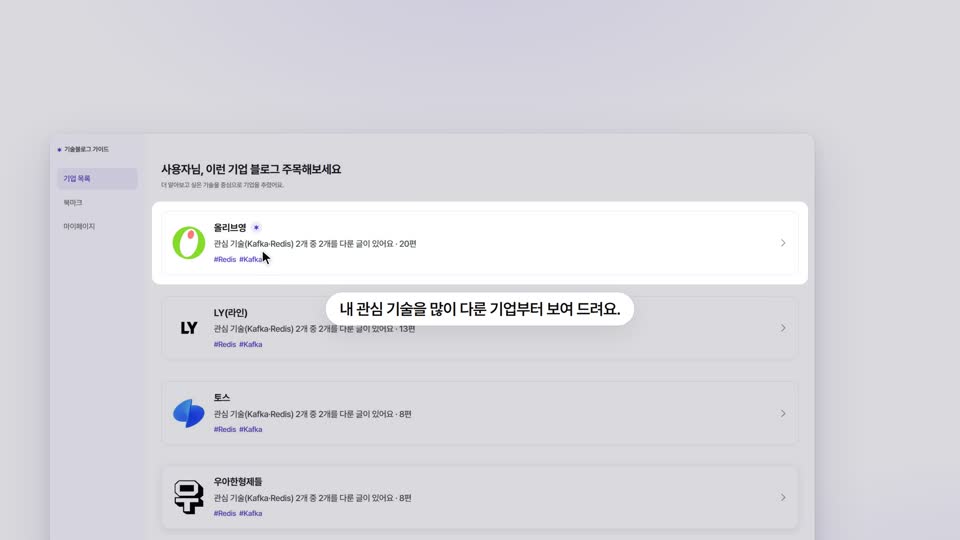 기술블로그 가이드
기업 목록
북마크
마이페이지
사용자님, 이런 기업 블로그 주목해보세요
더 알아보고 싶은 기술을 중심으로 기업을 추렸어요.
올리브영
관심 기술(Kafka·Redis) 2개 중 2개를 다룬 글이 있어요 · 20편
#Redis #Kafka
내 관심 기술을 많이 다룬 기업부터 보여 드려요.
LY
LY(라인)
관심 기술(Kafka·Redis) 2개 중 2개를 다룬 글이 있어요 · 13편
#Redis #Kafka
토스
관심 기술(Kafka·Redis) 2개 중 2개를 다룬 글이 있어요 · 8편
#Redis #Kafka
우아한형제들
관심 기술(Kafka·Redis) 2개 중 2개를 다룬 글이 있어요 · 8편
#Redis #Kafka